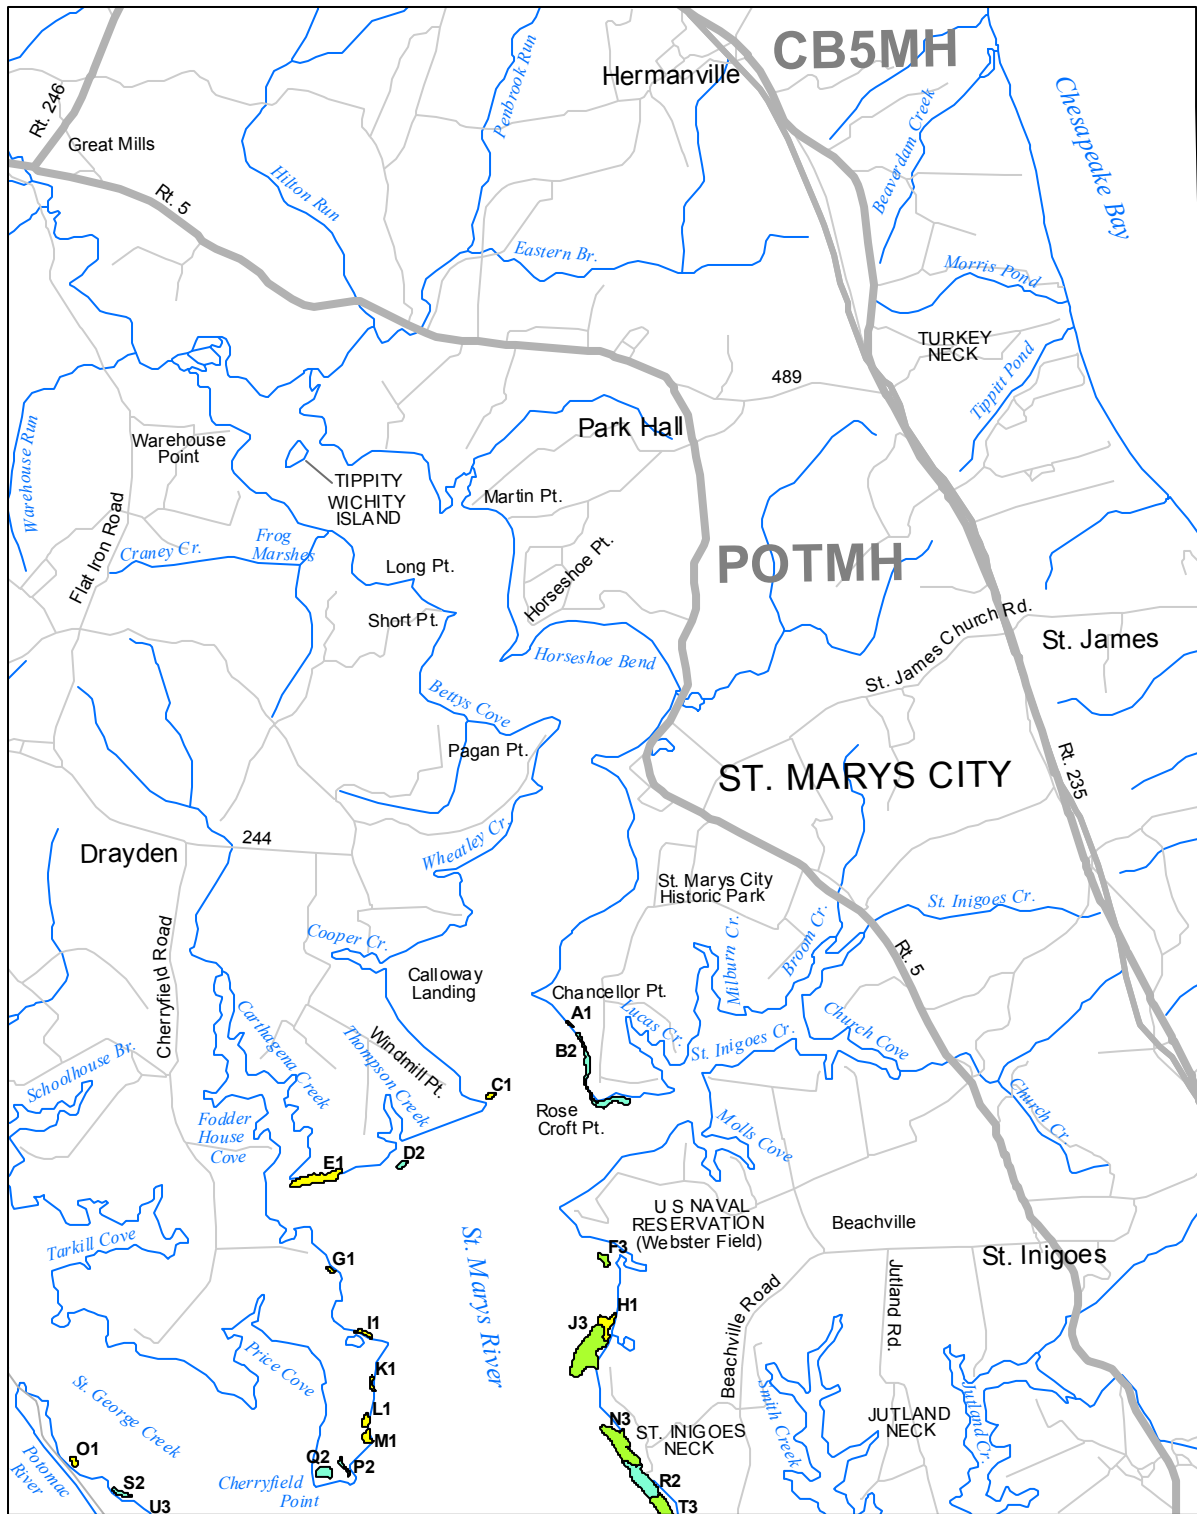 CB5MH
Hermanville
Penbrook Run
Rt. 246
Great Mills
Beaverdam Creek
Chesapeake Bay
Rt. 5
Hilton Run
Eastern Br.
Morris Pond
TURKEY
NECK
Tippitt Pond
489
Park Hall
Warehouse Run
Warehouse
Point
TIPPITY
WICHITY
ISLAND
Martin Pt.
Flat Iron Road
Craney Cr.
Frog
Marshes
Long Pt.
Short Pt.
Horseshoe Pt.
POTMH
Horseshoe Bend
St. James Church Rd.
St. James
Bettys Cove
Pagan Pt.
ST. MARYS CITY
Rt. 235
Drayden
244
Wheatley Cr.
St. Marys City
Historic Park
St. Inigoes Cr.
Cherryfield Road
Cooper Cr.
Milburn Cr.
Broom Cr.
Rt. 5
Calloway
Landing
Chancellor Pt.
A1
Lucas Cr.
Carthagena Creek
Thompson Creek
Windmill Pt.
B2
St. Inigoes Cr.
Church Cove
Schoolhouse Br.
C1
Rose
Croft Pt.
Church Cr.
Fodder
House
Cove
Molls Cove
E1
D2
U S NAVAL
RESERVATION
(Webster Field)
Beachville
Tarkill Cove
St. Marys River
F3
G1
St. Inigoes
H1
Jutland Rd.
J3
I1
Beachville Road
Price Cove
K1
St. George Creek
L1
N3
ST. INIGOES
NECK
Smith Creek
JUTLAND
NECK
Jutland Cr.
M1
O1
Q2
P2
Potomac
River
S2
Cherryfield
Point
R2
U3
T3